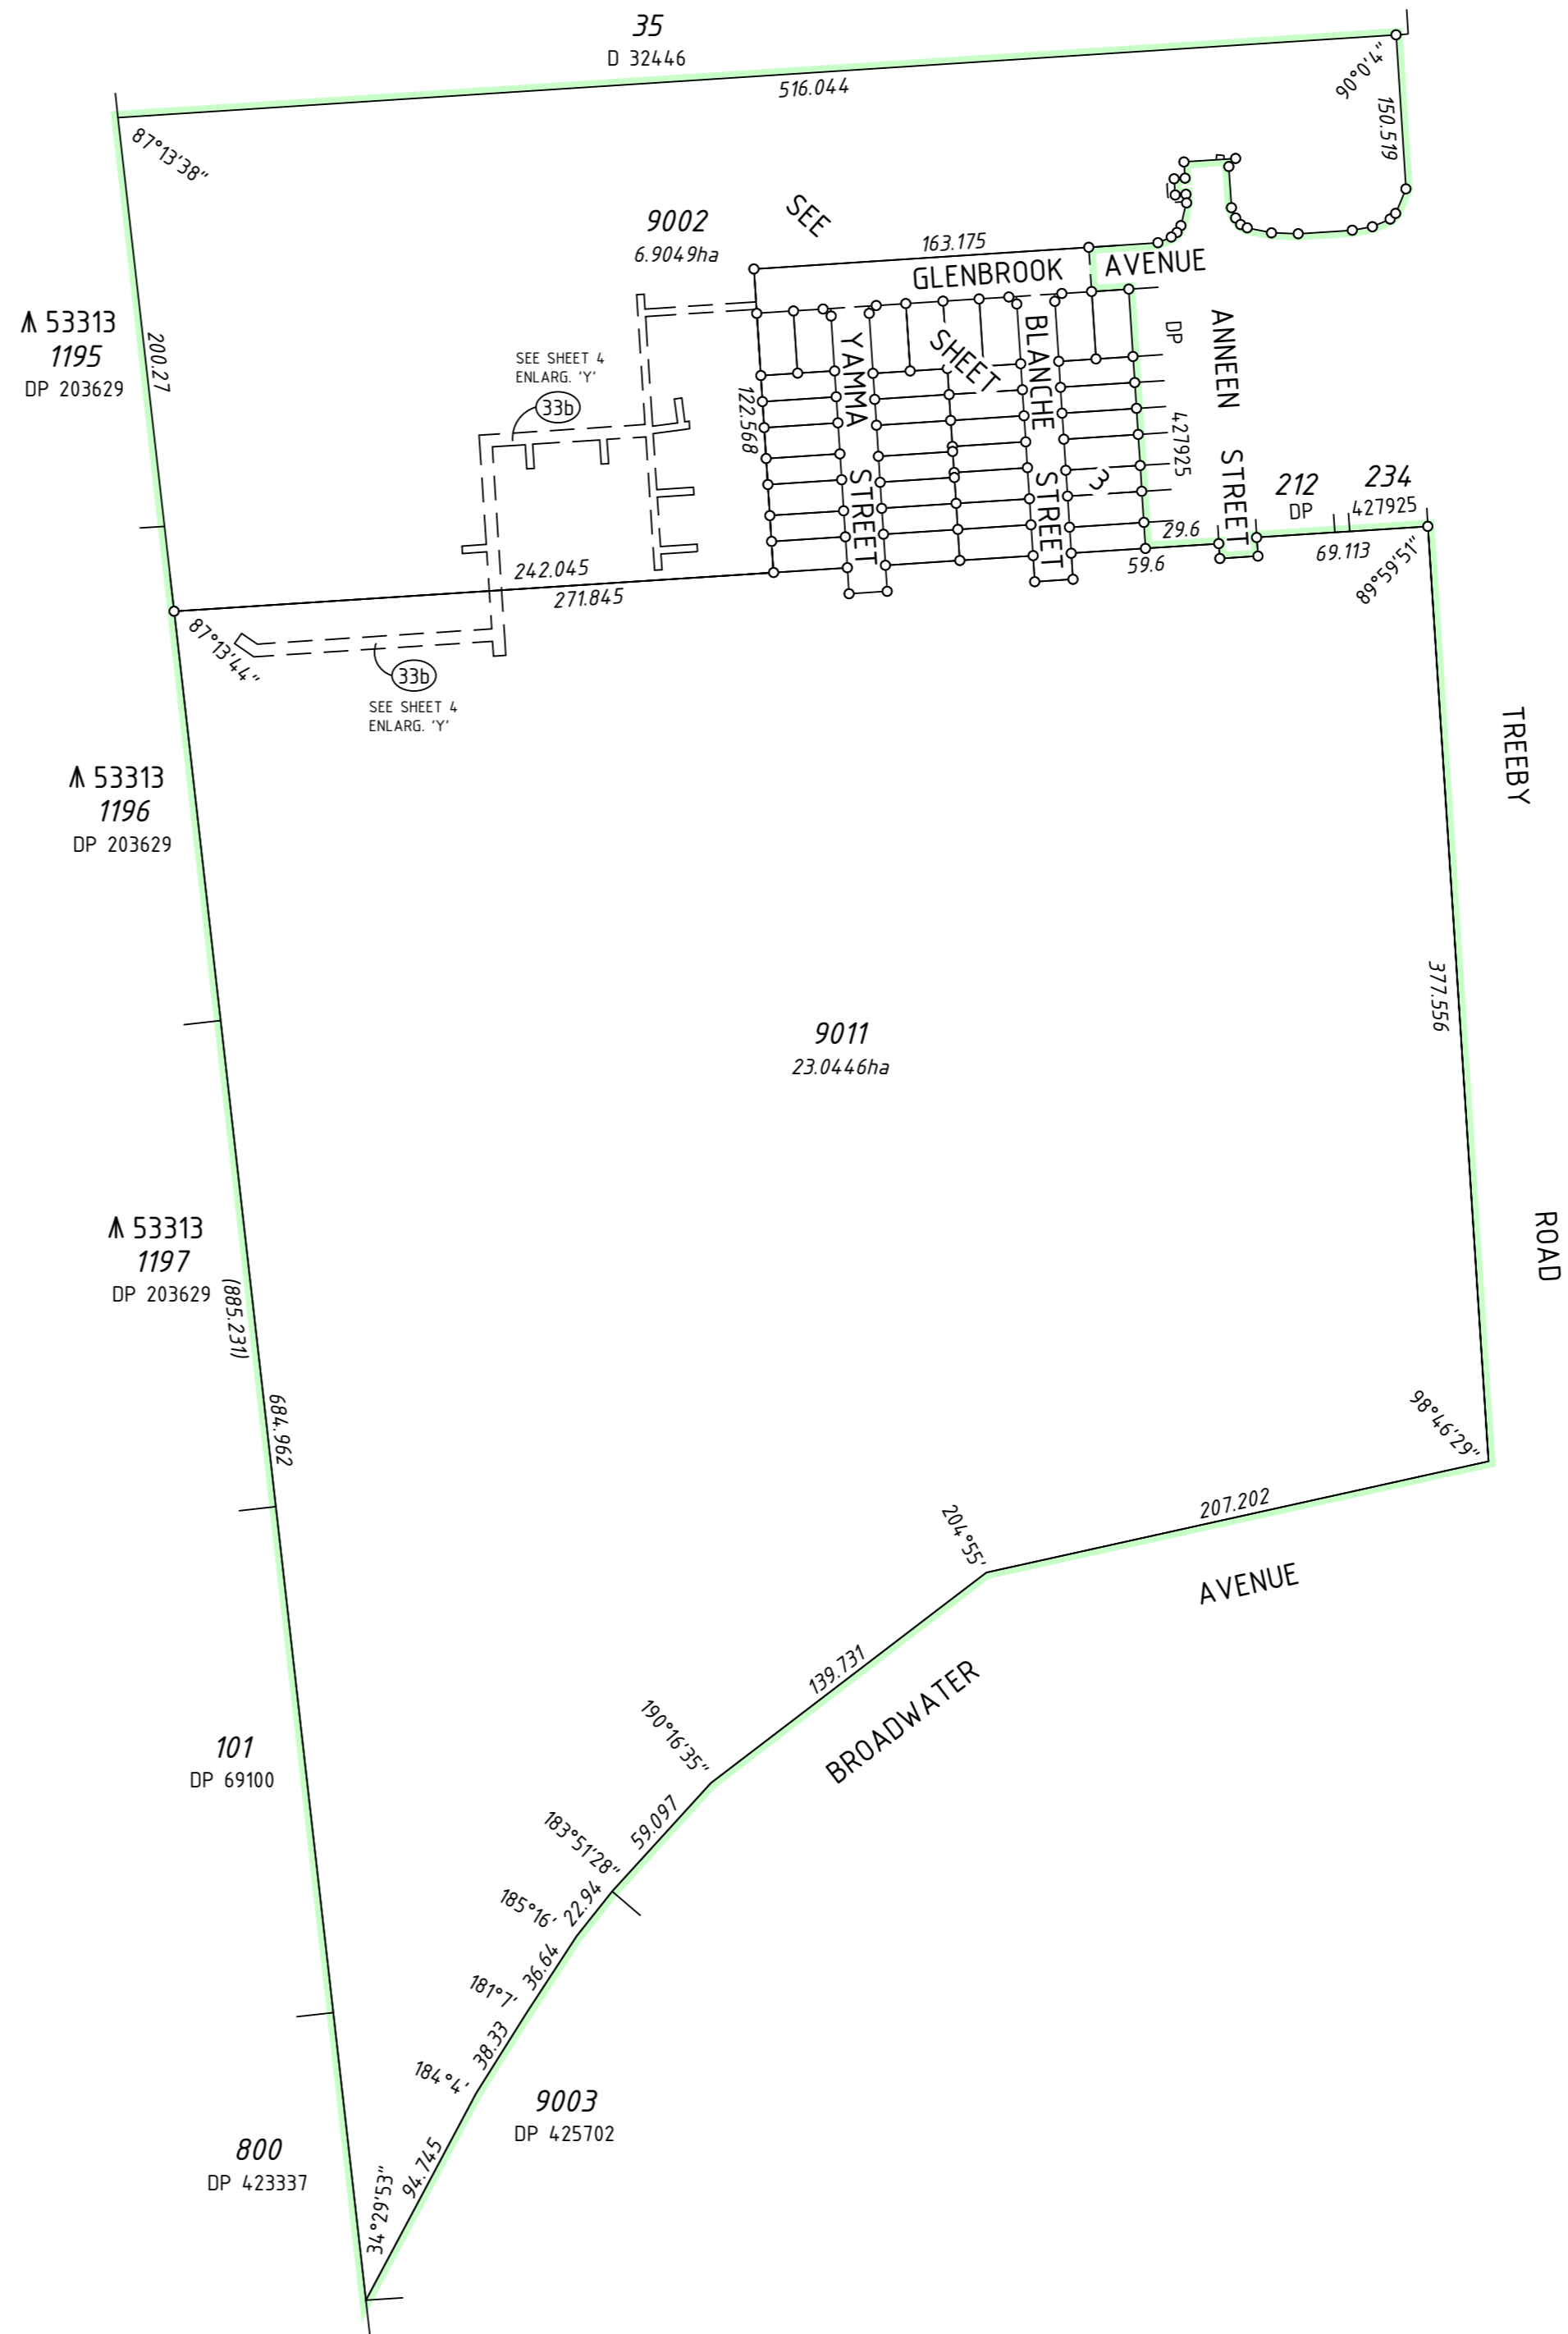 35
D 32446
516.044
90°0'4"
150.519
87°13'38"
SEE
9002
6.9049ha
163.175
GLENBROOK AVENUE
53313
1195
DP 203629
200.27
SEE SHEET 4
ENLARG. 'Y'
33b
122.568
YAMMA STREET
SHEET
BLANCHE STREET
3
DP 427925
ANNEEN STREET
212
DP
234
427925
29.6
59.6
69.113
89°59'51"
242.045
271.845
87°13'44"
33b
SEE SHEET 4
ENLARG. 'Y'
53313
1196
DP 203629
TREEBY ROAD
377.556
9011
23.0446ha
53313
1197
DP 203629
(885.231)
684.962
98°46'29"
207.202
204°55'
BROADWATER AVENUE
139.731
190°16'35"
101
DP 69100
59.097
183°51'28"
22.94
185°16'
36.64
181°7'
38.33
184°4'
9003
DP 425702
800
DP 423337
94.745
34°29'53"